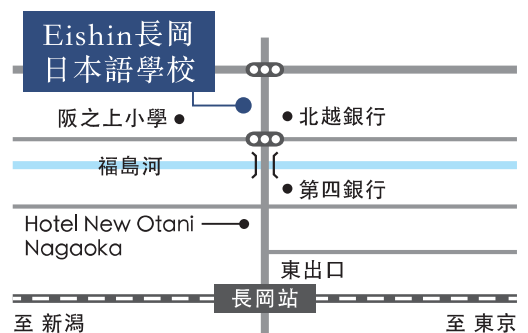 Eishin長岡
日本語學校
阪之上小學
北越銀行
福島河
第四銀行
Hotel New Otani
Nagaoka
東出口
長岡站
至 新潟
至 東京